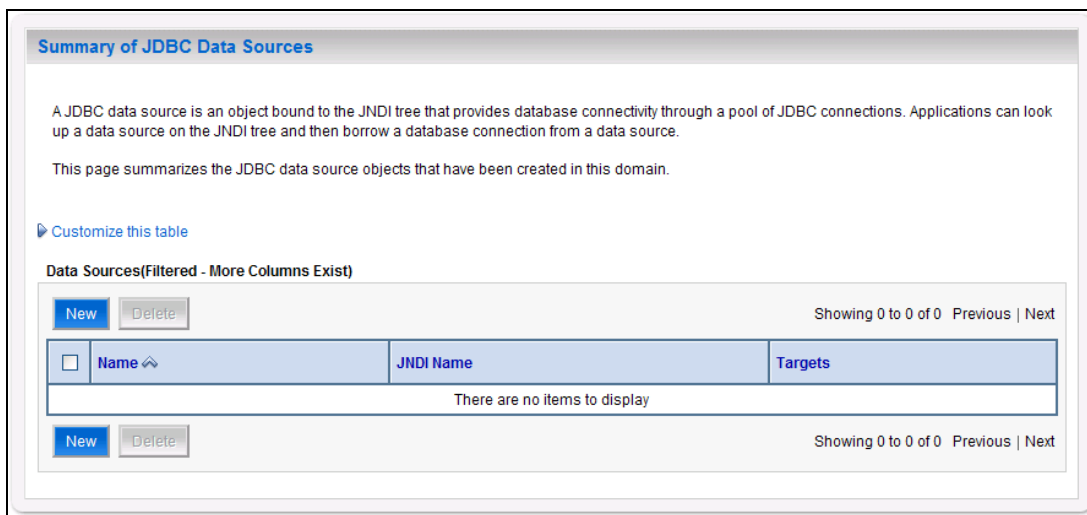 Summary of JDBC Data Sources
A JDBC data source is an object bound to the JNDI tree that provides database connectivity through a pool of JDBC connections. Applications can look
up a data source on the JNDI tree and then borrow a database connection from a data source.
This page summarizes the JDBC data source objects that have been created in this domain.
Customize this table
Data Sources(Filtered - More Columns Exist)
New Delete Showing 0 to 0 of 0 Previous | Next
Name JNDI Name Targets
There are no items to display
New Delete Showing 0 to 0 of 0 Previous | Next